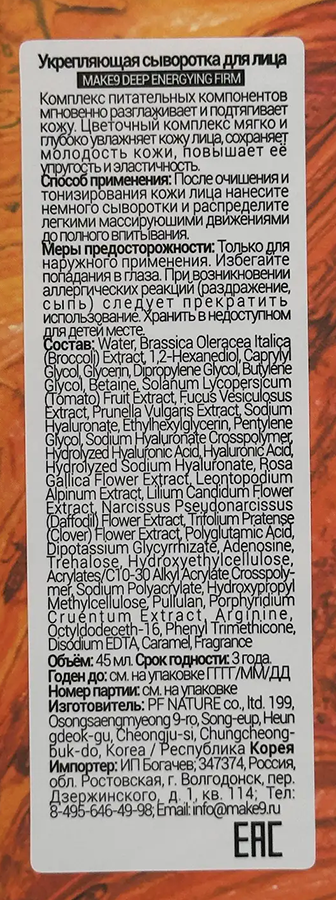 Укрепляющая сыворотка для лица
MAKE9 DEEP ENERGYING FIRM
Комплекс питательных компонентов
мгновенно разглаживает и подтягивает
кожу. Цветочный комплекс мягко и
глубоко увлажняет кожу лица, сохраняет
молодость кожи, повышает её
упругость и эластичность.
Способ применения: После очищения и
тонизирования кожи лица нанесите
немного сыворотки и распределите
легкими массирующими движениями
до полного впитывания.
Меры предосторожности: Только для
наружного применения. Избегайте
попадания в глаза. При возникновении
аллергических реакций (раздражение,
сыпь) следует прекратить
использование. Хранить в недоступном
для детей месте.
Состав: Water, Brassica Oleracea Italica
(Broccoli) Extract, 1,2-Hexanediol, Caprylyl
Glycol, Glycerin, Dipropylene Glycol, Butylene
Glycol, Betaine, Solanum Lycopersicum
(Tomato) Fruit Extract, Fucus Vesiculosus
Extract, Prunella Vulgaris Extract, Sodium
Hyaluronate, Ethylhexylglycerin, Pentylene
Glycol, Sodium Hyaluronate Crosspolymer,
Hydrolyzed Hyaluronic Acid, Hyaluronic Acid,
Hydrolyzed Sodium Hyaluronate, Rosa
Gallica Flower Extract, Leontopodium
Alpinum Extract, Lilium Candidum Flower
Extract, Narcissus Pseudonarcissus
(Daffodil) Flower Extract, Trifolium Pratense
(Clover) Flower Extract, Polyglutamic Acid,
Dipotassium Glycyrrhizate, Adenosine,
Trehalose, Hydroxyethylcellulose,
Acrylates/C10-30 Alkyl Acrylate Crosspoly-
mer, Sodium Polyacrylate, Hydroxypropyl
Methylcellulose, Pullulan, Porphyridium
Cruentum Extract, Arginine,
Octyldodeceth-16, Phenyl Trimethicone,
Disodium EDTA, Caramel, Fragrance
Объём: 45 мл. Срок годности: 3 года.
Годен до: см. на упаковке ГГГГ/ММ/ДД
Номер партии: см. на упаковке
Изготовитель: PF NATURE co., ltd. 199,
Osongsaengmyeong 9-ro, Song-eup, Heun
gdeok-gu, Cheongju-si, Chungcheong-
buk-do, Korea / Республика Корея
Импортер: ИП Богачев, 347374, Россия,
обл. Ростовская, г. Волгодонск, пер.
Дзержинского, д. 1, кв. 114; Тел:
8-495-646-49-98; Email: info@make9.ru
EAC